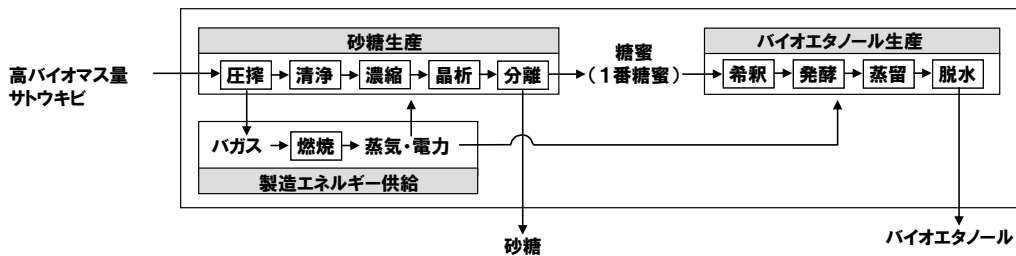 砂糖生産
バイオエタノール生産
高バイオマス量
サトウキビ
圧搾
清浄
濃縮
晶析
分離
糖蜜
(1番糖蜜)
希釈
発酵
蒸留
脱水
バガス
燃焼
蒸気・電力
製造エネルギー供給
砂糖
バイオエタノール